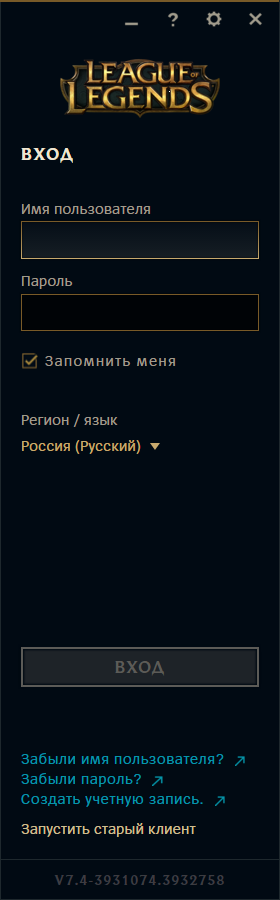 ?
LEAGUE OF
LEGENDS
ВХОД
Имя пользователя
Пароль
Запомнить меня
Регион / язык
Россия (Русский)
ВХОД
Забыли имя пользователя?
Забыли пароль?
Создать учетную запись.
Запустить старый клиент
V7.4-3931074.3932758